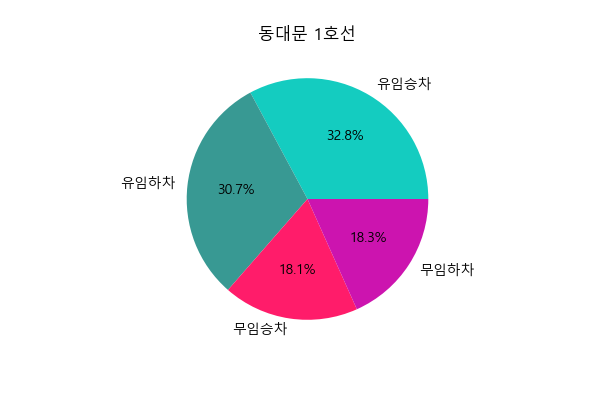 동대문 1호선
유임승차
32.8%
유임하차
30.7%
18.3%
18.1%
무임하차
무임승차